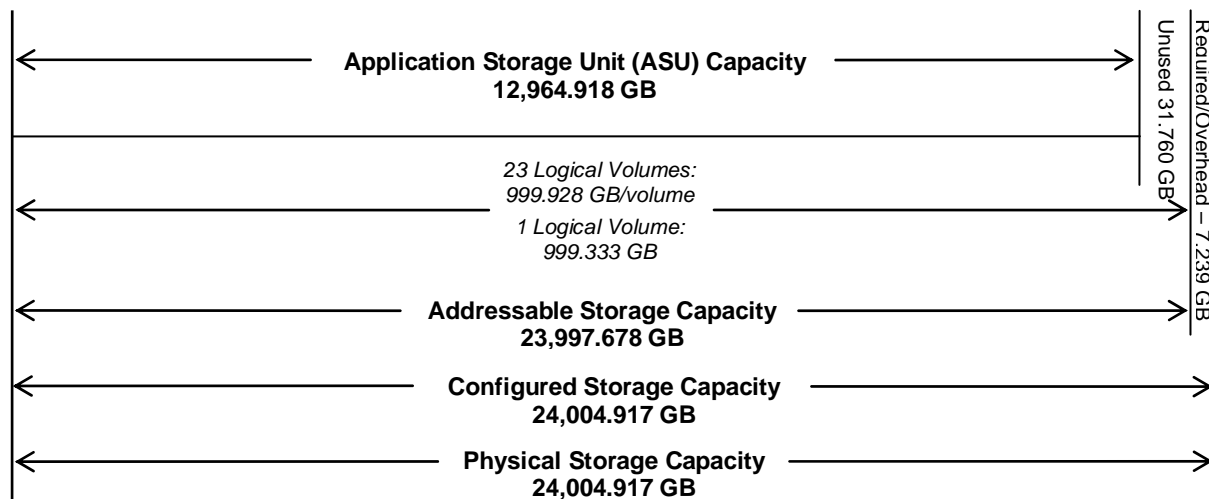 Application Storage Unit (ASU) Capacity
12,964.918 GB
Unused 31.760 GB
Required/Overhead – 7.239 GB
23 Logical Volumes:
999.928 GB/volume
1 Logical Volume:
999.333 GB
Addressable Storage Capacity
23,997.678 GB
Configured Storage Capacity
24,004.917 GB
Physical Storage Capacity
24,004.917 GB